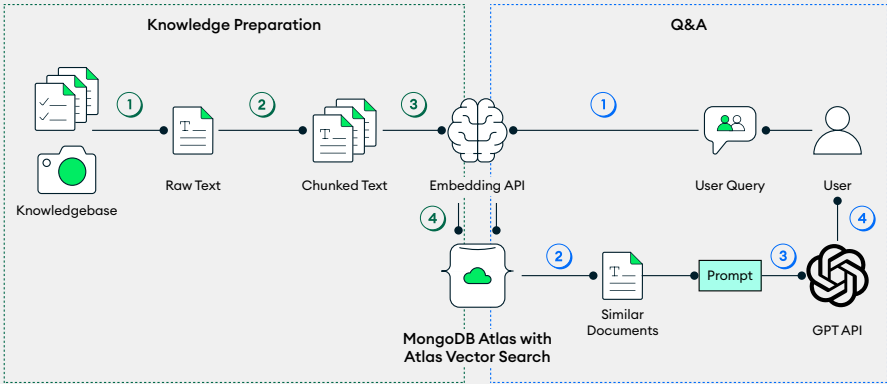 Knowledge Preparation
Q&A
1
2
3
1
T
T
Raw Text
Chunked Text
Embedding API
User Query
User
Knowledgebase
4
2
3
4
T
Prompt
Similar
Documents
GPT API
MongoDB Atlas with
Atlas Vector Search